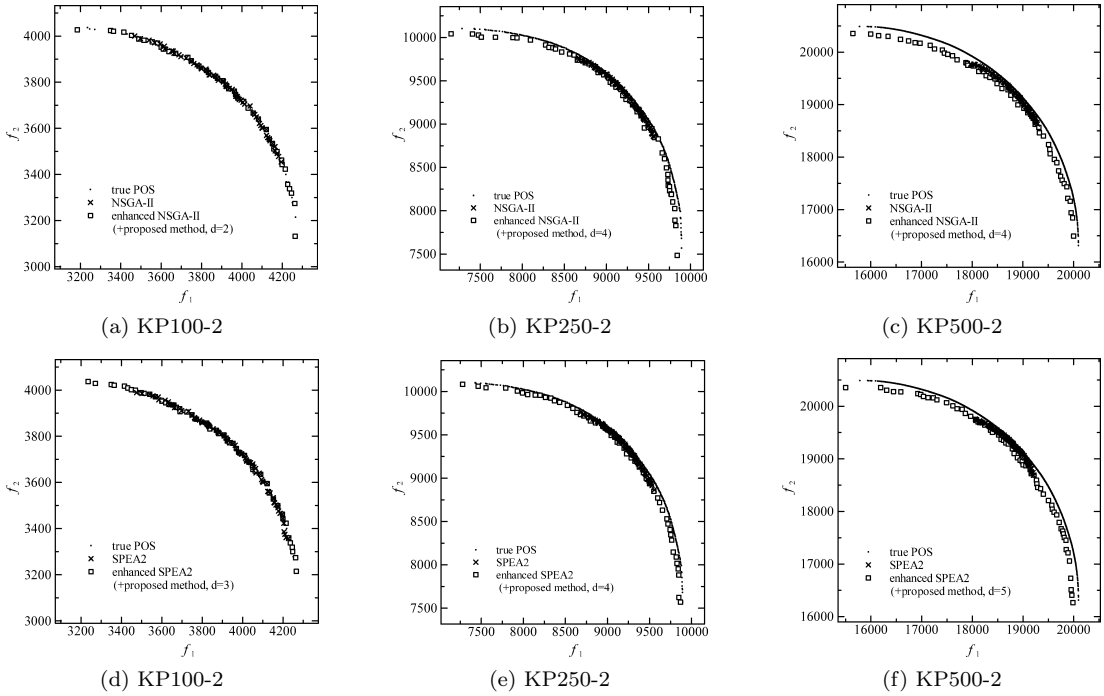 4000
3800
3600
3400
3200
3000
f2
3200 3400 3600 3800 4000 4200
f1
true POS
NSGA-II
enhanced NSGA-II
(+proposed method, d=2)
(a) KP100-2
10000
9500
9000
8500
8000
7500
f2
7500 8000 8500 9000 9500 10000
f1
true POS
NSGA-II
enhanced NSGA-II
(+proposed method, d=4)
(b) KP250-2
20000
19000
18000
17000
16000
f2
16000 17000 18000 19000 20000
f1
true POS
NSGA-II
enhanced NSGA-II
(+proposed method, d=4)
(c) KP500-2
4000
3800
3600
3400
3200
3000
f2
3200 3400 3600 3800 4000 4200
f1
true POS
SPEA2
enhanced SPEA2
(+proposed method, d=3)
(d) KP100-2
10000
9500
9000
8500
8000
7500
f2
7500 8000 8500 9000 9500 10000
f1
true POS
SPEA2
enhanced SPEA2
(+proposed method, d=4)
(e) KP250-2
20000
19000
18000
17000
16000
f2
16000 17000 18000 19000 20000
f1
true POS
SPEA2
enhanced SPEA2
(+proposed method, d=5)
(f) KP500-2